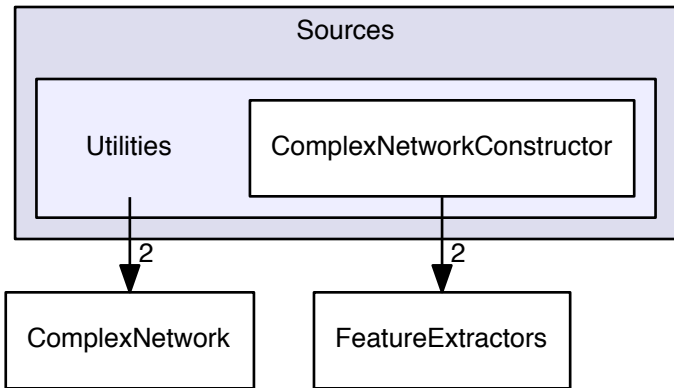 Sources
Utilities
ComplexNetworkConstructor
2
2
ComplexNetwork
FeatureExtractors